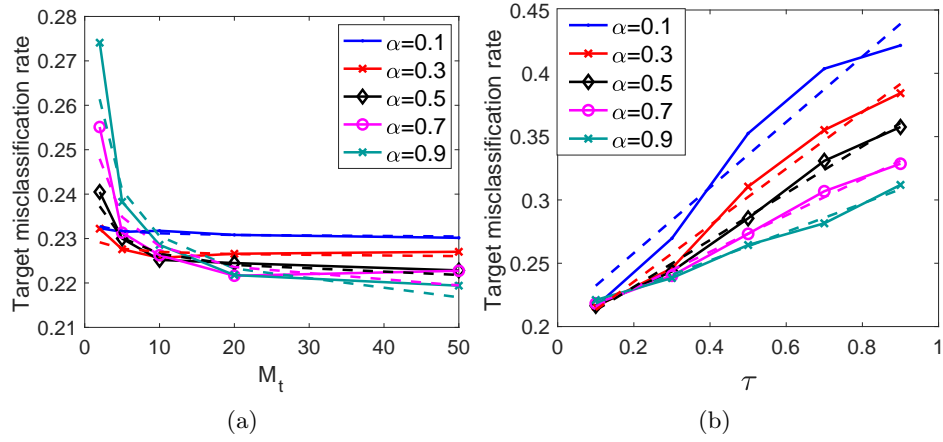 0.28
0.27
0.26
0.25
0.24
0.23
0.22
0.21
Target misclassification rate
α=0.1
α=0.3
α=0.5
α=0.7
α=0.9
0 10 20 30 40 50
M_t
(a)
0.45
0.4
0.35
0.3
0.25
0.2
Target misclassification rate
α=0.1
α=0.3
α=0.5
α=0.7
α=0.9
0 0.2 0.4 0.6 0.8 1
τ
(b)